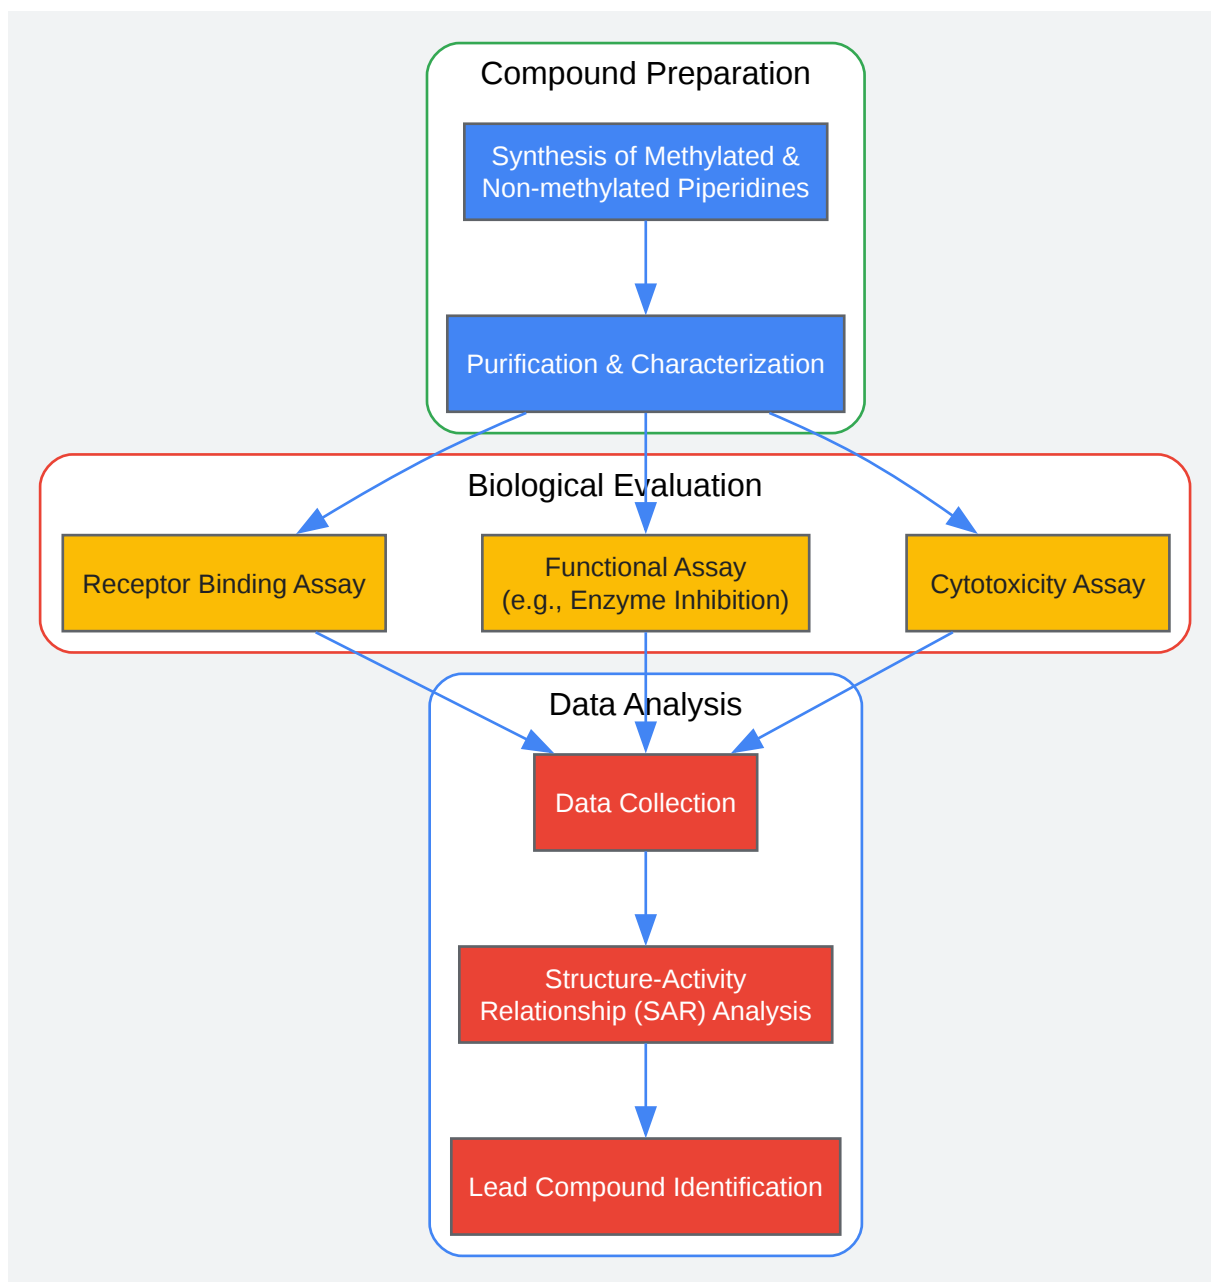 Compound Preparation
Synthesis of Methylated &
Non-methylated Piperidines
Purification & Characterization
Biological Evaluation
Receptor Binding Assay
Functional Assay
(e.g., Enzyme Inhibition)
Cytotoxicity Assay
Data Analysis
Data Collection
Structure-Activity
Relationship (SAR) Analysis
Lead Compound Identification